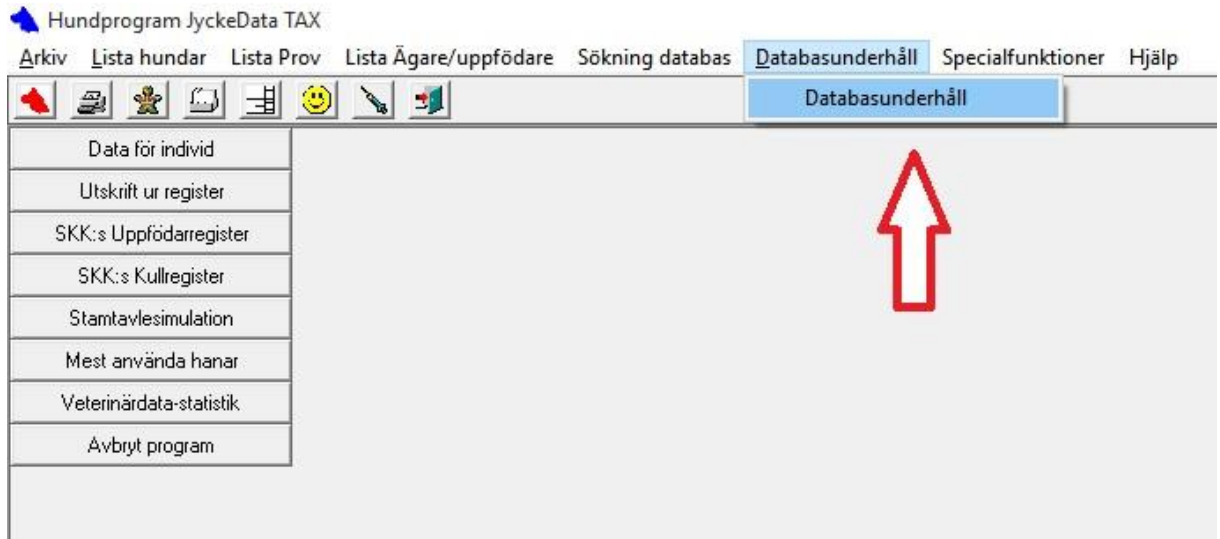 Hundprogram JyckeData TAX
Arkiv Lista hundar Lista Prov Lista Ägare/uppfödare Sökning databas Databasunderhåll Specialfunktioner Hjälp
Databasunderhåll
Data för individ
Utskrift ur register
SKK:s Uppfödarregister
SKK:s Kullregister
Stamtavlesimulation
Mest använda hanar
Veterinärdata-statistik
Avbryt program